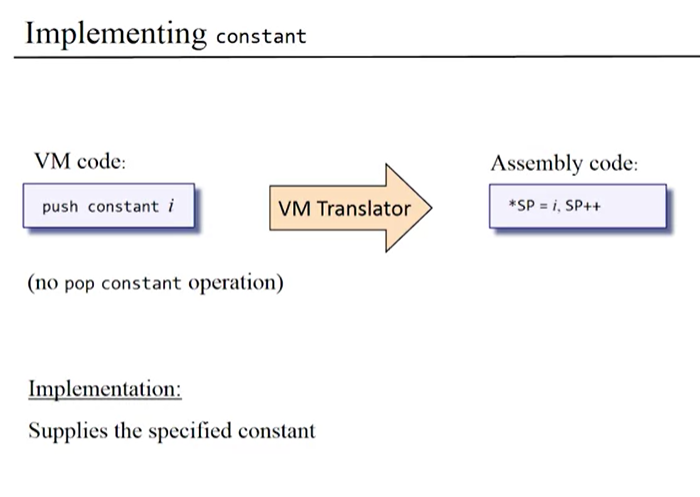 Implementing constant
VM code:
Assembly code:
push constant i
VM Translator
*SP = i, SP++
(no pop constant operation)
Implementation:
Supplies the specified constant